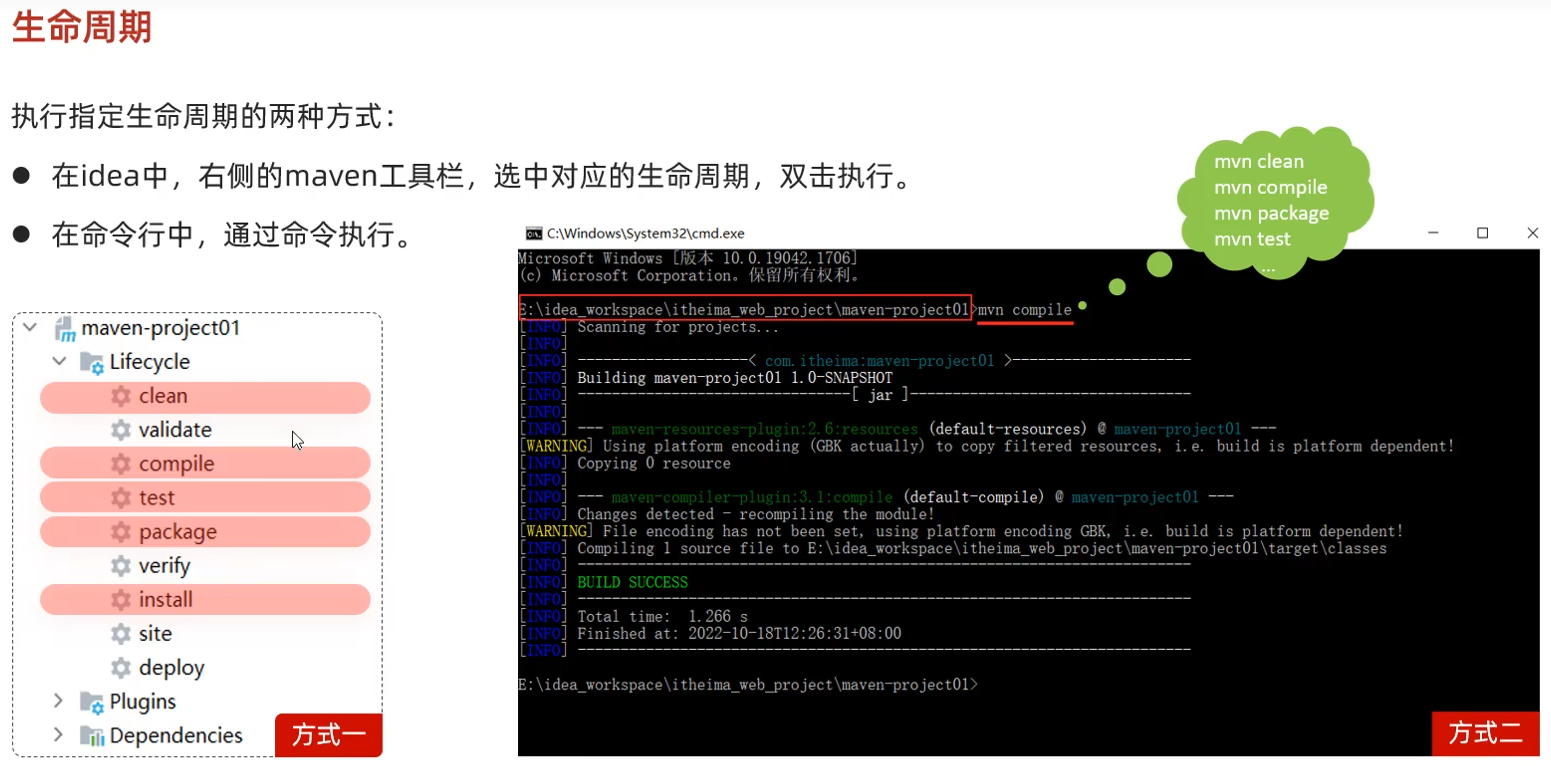 生命周期
执行指定生命周期的两种方式：
● 在idea中，右侧的maven工具栏，选中对应的生命周期，双击执行。
● 在命令行中，通过命令执行。
mvn clean
mvn compile
mvn package
mvn test
...
maven-project01
Lifecycle
clean
validate
compile
test
package
verify
install
site
deploy
Plugins
Dependencies
方式一
C:\Windows\System32\cmd.exe
Microsoft Windows [版本 10.0.19042.1706]
(c) Microsoft Corporation。保留所有权利。
E:\idea_workspace\itheima_web_project\maven-project01>mvn compile
[INFO] Scanning for projects...
[INFO]
[INFO] --------------------< com.itheima:maven-project01 >---------------------
[INFO] Building maven-project01 1.0-SNAPSHOT
[INFO] --------------------------------[ jar ]---------------------------------
[INFO]
[INFO] --- maven-resources-plugin:2.6:resources (default-resources) @ maven-project01 ---
[WARNING] Using platform encoding (GBK actually) to copy filtered resources, i.e. build is platform dependent!
[INFO] Copying 0 resource
[INFO]
[INFO] --- maven-compiler-plugin:3.1:compile (default-compile) @ maven-project01 ---
[INFO] Changes detected - recompiling the module!
[WARNING] File encoding has not been set, using platform encoding GBK, i.e. build is platform dependent!
[INFO] Compiling 1 source file to E:\idea_workspace\itheima_web_project\maven-project01\target\classes
[INFO] ------------------------------------------------------------------------
[INFO] BUILD SUCCESS
[INFO] ------------------------------------------------------------------------
[INFO] Total time:  1.266 s
[INFO] Finished at: 2022-10-18T12:26:31+08:00
[INFO] ------------------------------------------------------------------------
E:\idea_workspace\itheima_web_project\maven-project01>
方式二